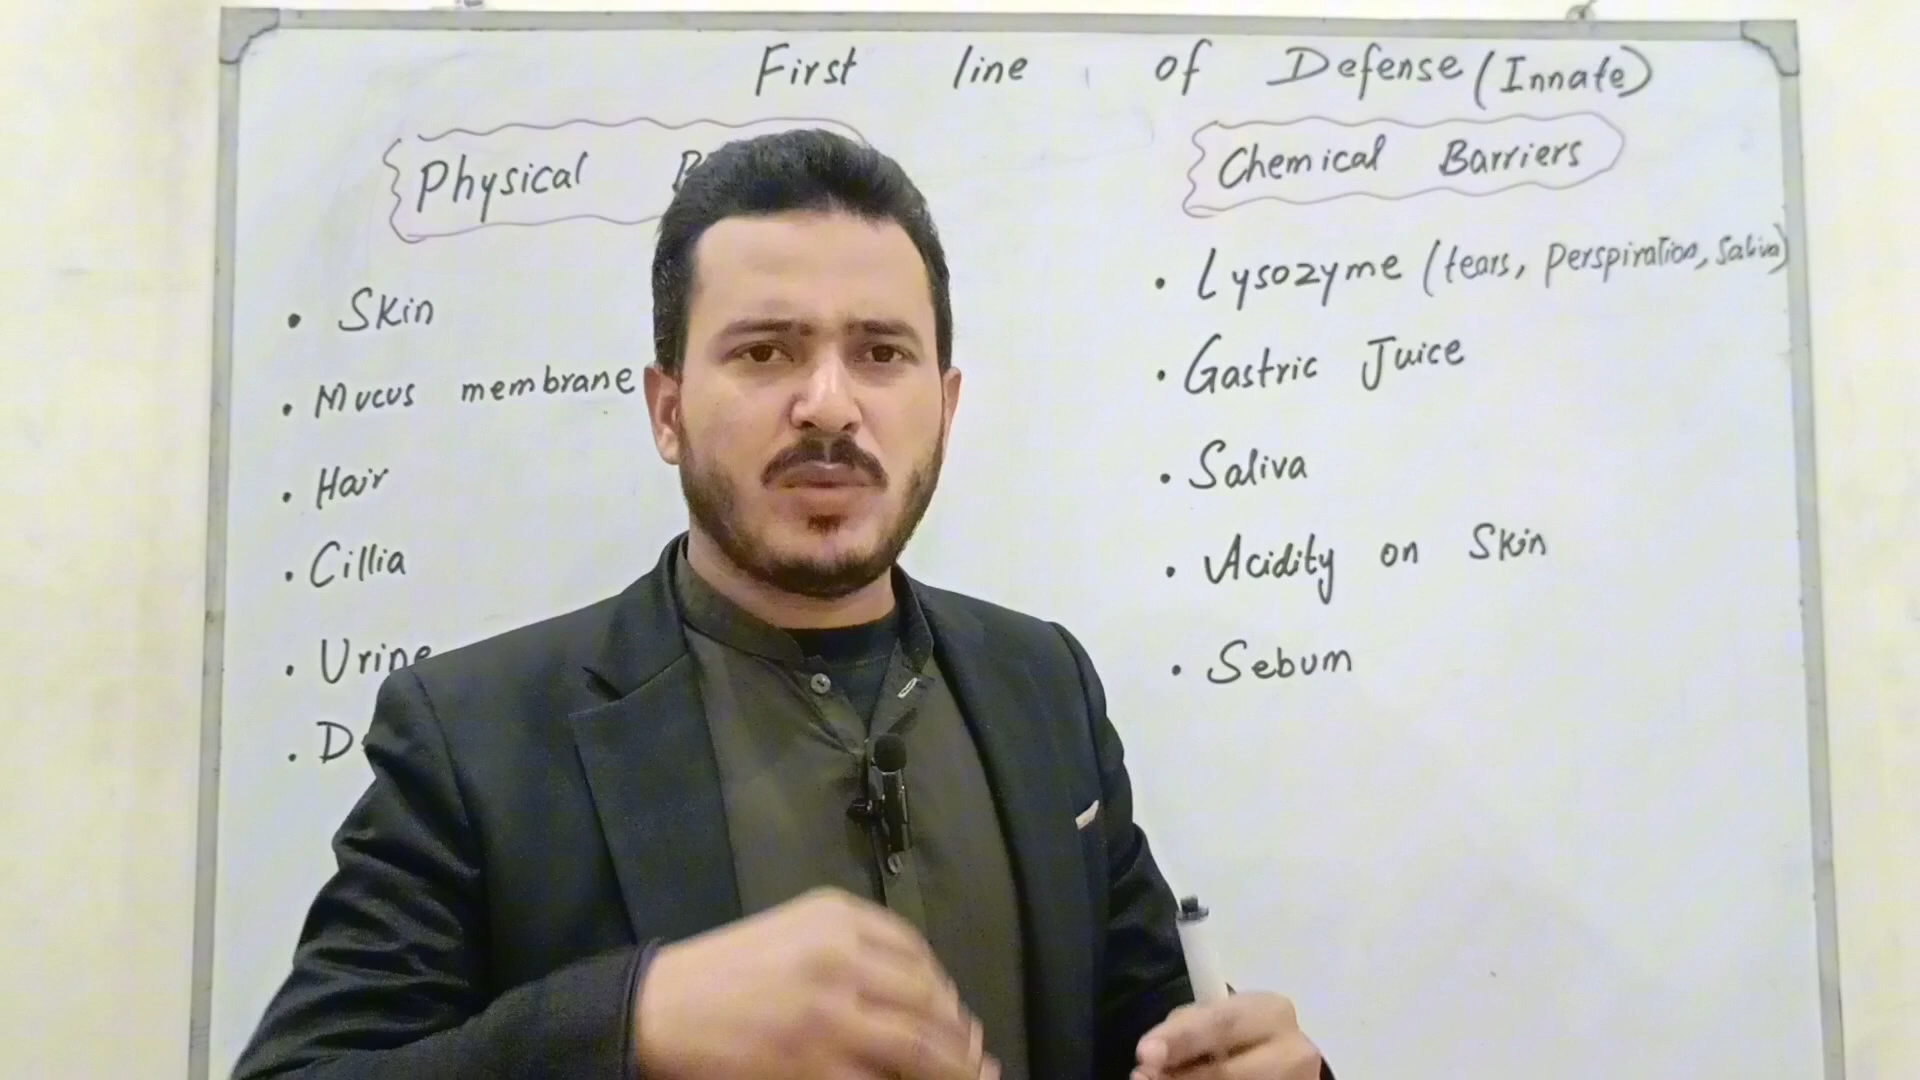 First line of Defense (Innate)
Physical
Chemical Barriers
• Skin
• Mucus membrane
• Hair
• Cillia
• Urine
• Lysozyme (tears, perspiration, saliva)
• Gastric Juice
• Saliva
• Acidity on Skin
• Sebum